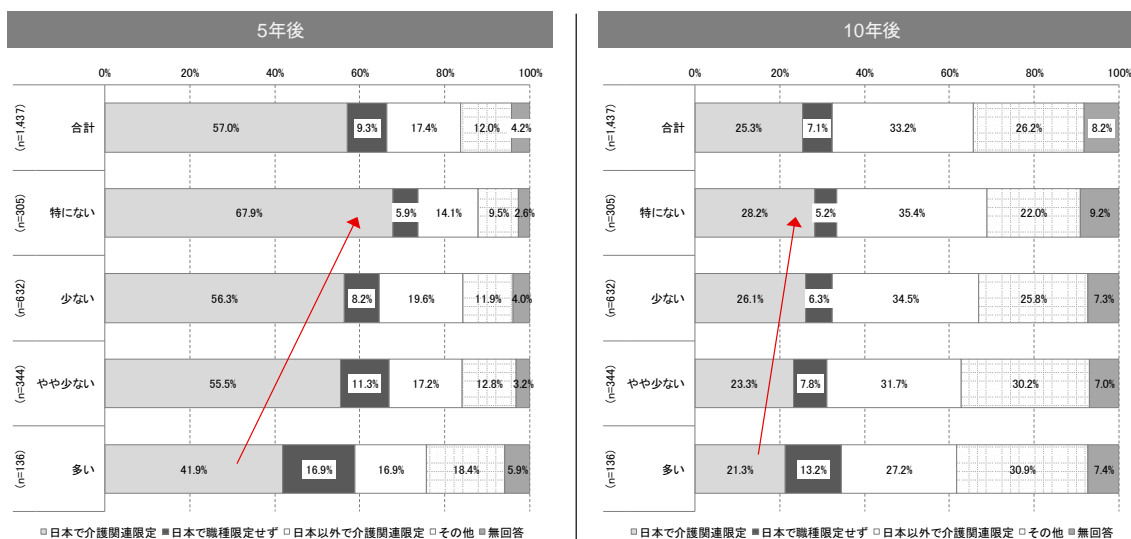 5年後
0% 20% 40% 60% 80% 100%
(n=1,437) 合計 57.0% 9.3% 17.4% 12.0% 4.2%
(n=305) 特にない 67.9% 5.9% 14.1% 9.5% 2.6%
(n=632) 少ない 56.3% 8.2% 19.6% 11.9% 4.0%
(n=344) やや少ない 55.5% 11.3% 17.2% 12.8% 3.2%
(n=136) 多い 41.9% 16.9% 16.9% 18.4% 5.9%
日本で介護関連限定 日本で職種限定せず 日本以外で介護関連限定 その他 無回答
10年後
0% 20% 40% 60% 80% 100%
(n=1,437) 合計 25.3% 7.1% 33.2% 26.2% 8.2%
(n=305) 特にない 28.2% 5.2% 35.4% 22.0% 9.2%
(n=632) 少ない 26.1% 6.3% 34.5% 25.8% 7.3%
(n=344) やや少ない 23.3% 7.8% 31.7% 30.2% 7.0%
(n=136) 多い 21.3% 13.2% 27.2% 30.9% 7.4%
日本で介護関連限定 日本で職種限定せず 日本以外で介護関連限定 その他 無回答